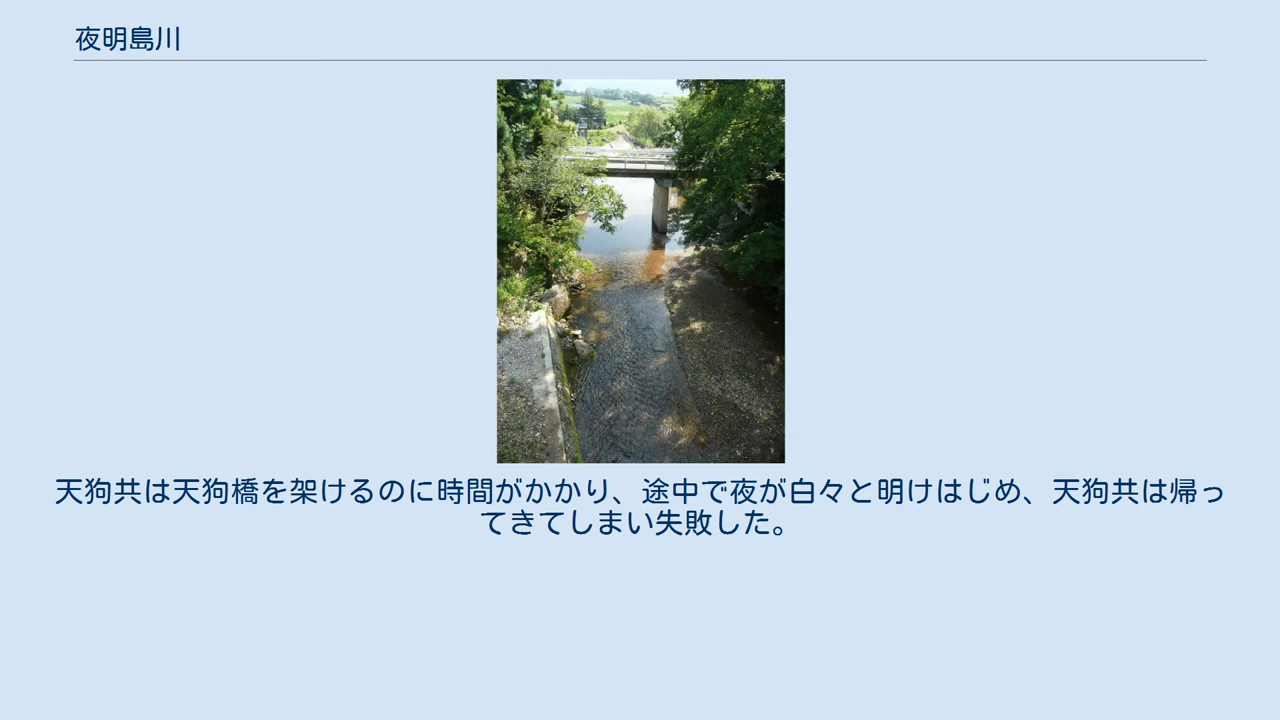 夜明島川
天狗共は天狗橋を架けるのに時間がかかり、途中で夜が白々と明けはじめ、天狗共は帰っ
てきてしまい失敗した。